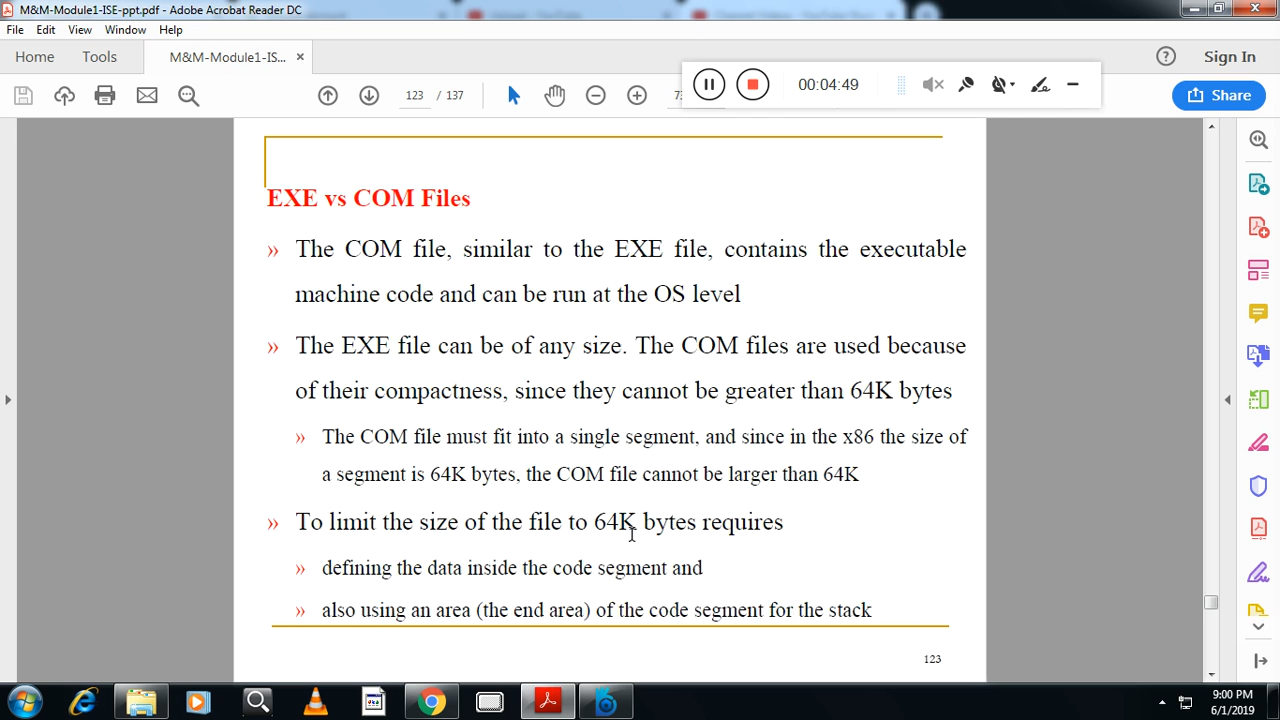 M&M-Module1-ISE-ppt.pdf - Adobe Acrobat Reader DC
File Edit View Window Help
Home Tools M&M-Module1-IS... × Sign In
00:04:49
123 / 137
Share
EXE vs COM Files
» The COM file, similar to the EXE file, contains the executable
machine code and can be run at the OS level
» The EXE file can be of any size. The COM files are used because
of their compactness, since they cannot be greater than 64K bytes
» The COM file must fit into a single segment, and since in the x86 the size of
a segment is 64K bytes, the COM file cannot be larger than 64K
» To limit the size of the file to 64K bytes requires
» defining the data inside the code segment and
» also using an area (the end area) of the code segment for the stack
123
9:00 PM
6/1/2019